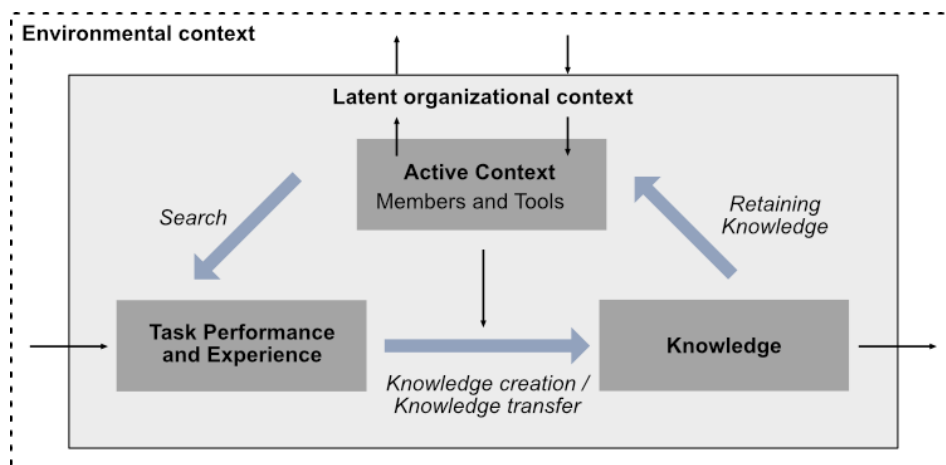 Environmental context
Latent organizational context
Active Context
Members and Tools
Search
Retaining
Knowledge
Task Performance
and Experience
Knowledge
Knowledge creation /
Knowledge transfer